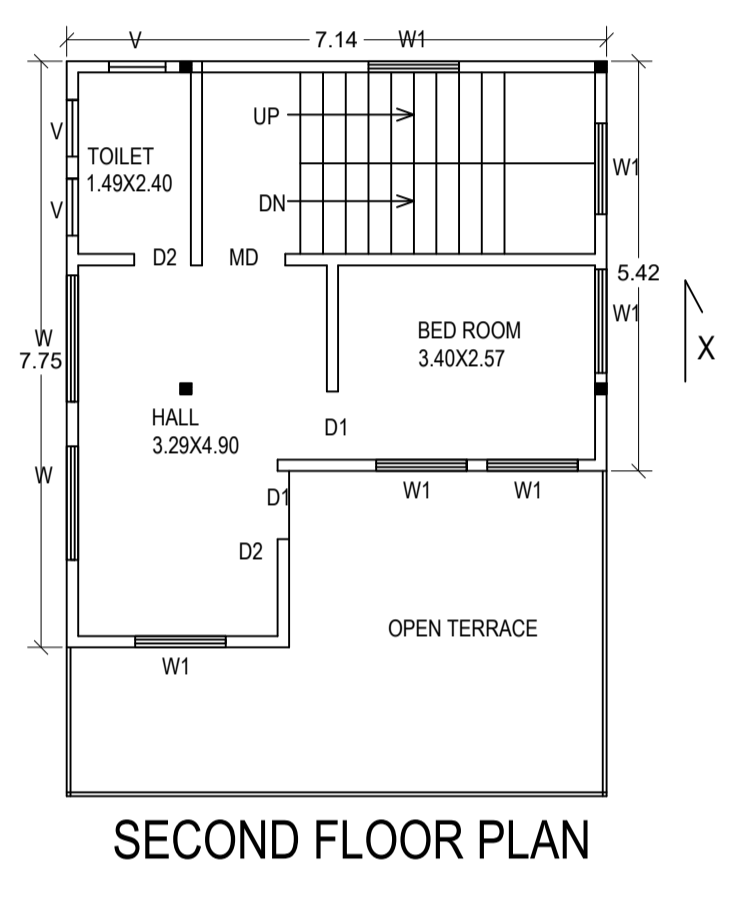 V
7.14
W1
UP
V
TOILET
1.49X2.40
W1
DN
V
D2
MD
5.42
W1
BED ROOM
3.40X2.57
W
7.75
X
HALL
3.29X4.90
D1
W
D1
W1
W1
D2
OPEN TERRACE
W1
SECOND FLOOR PLAN